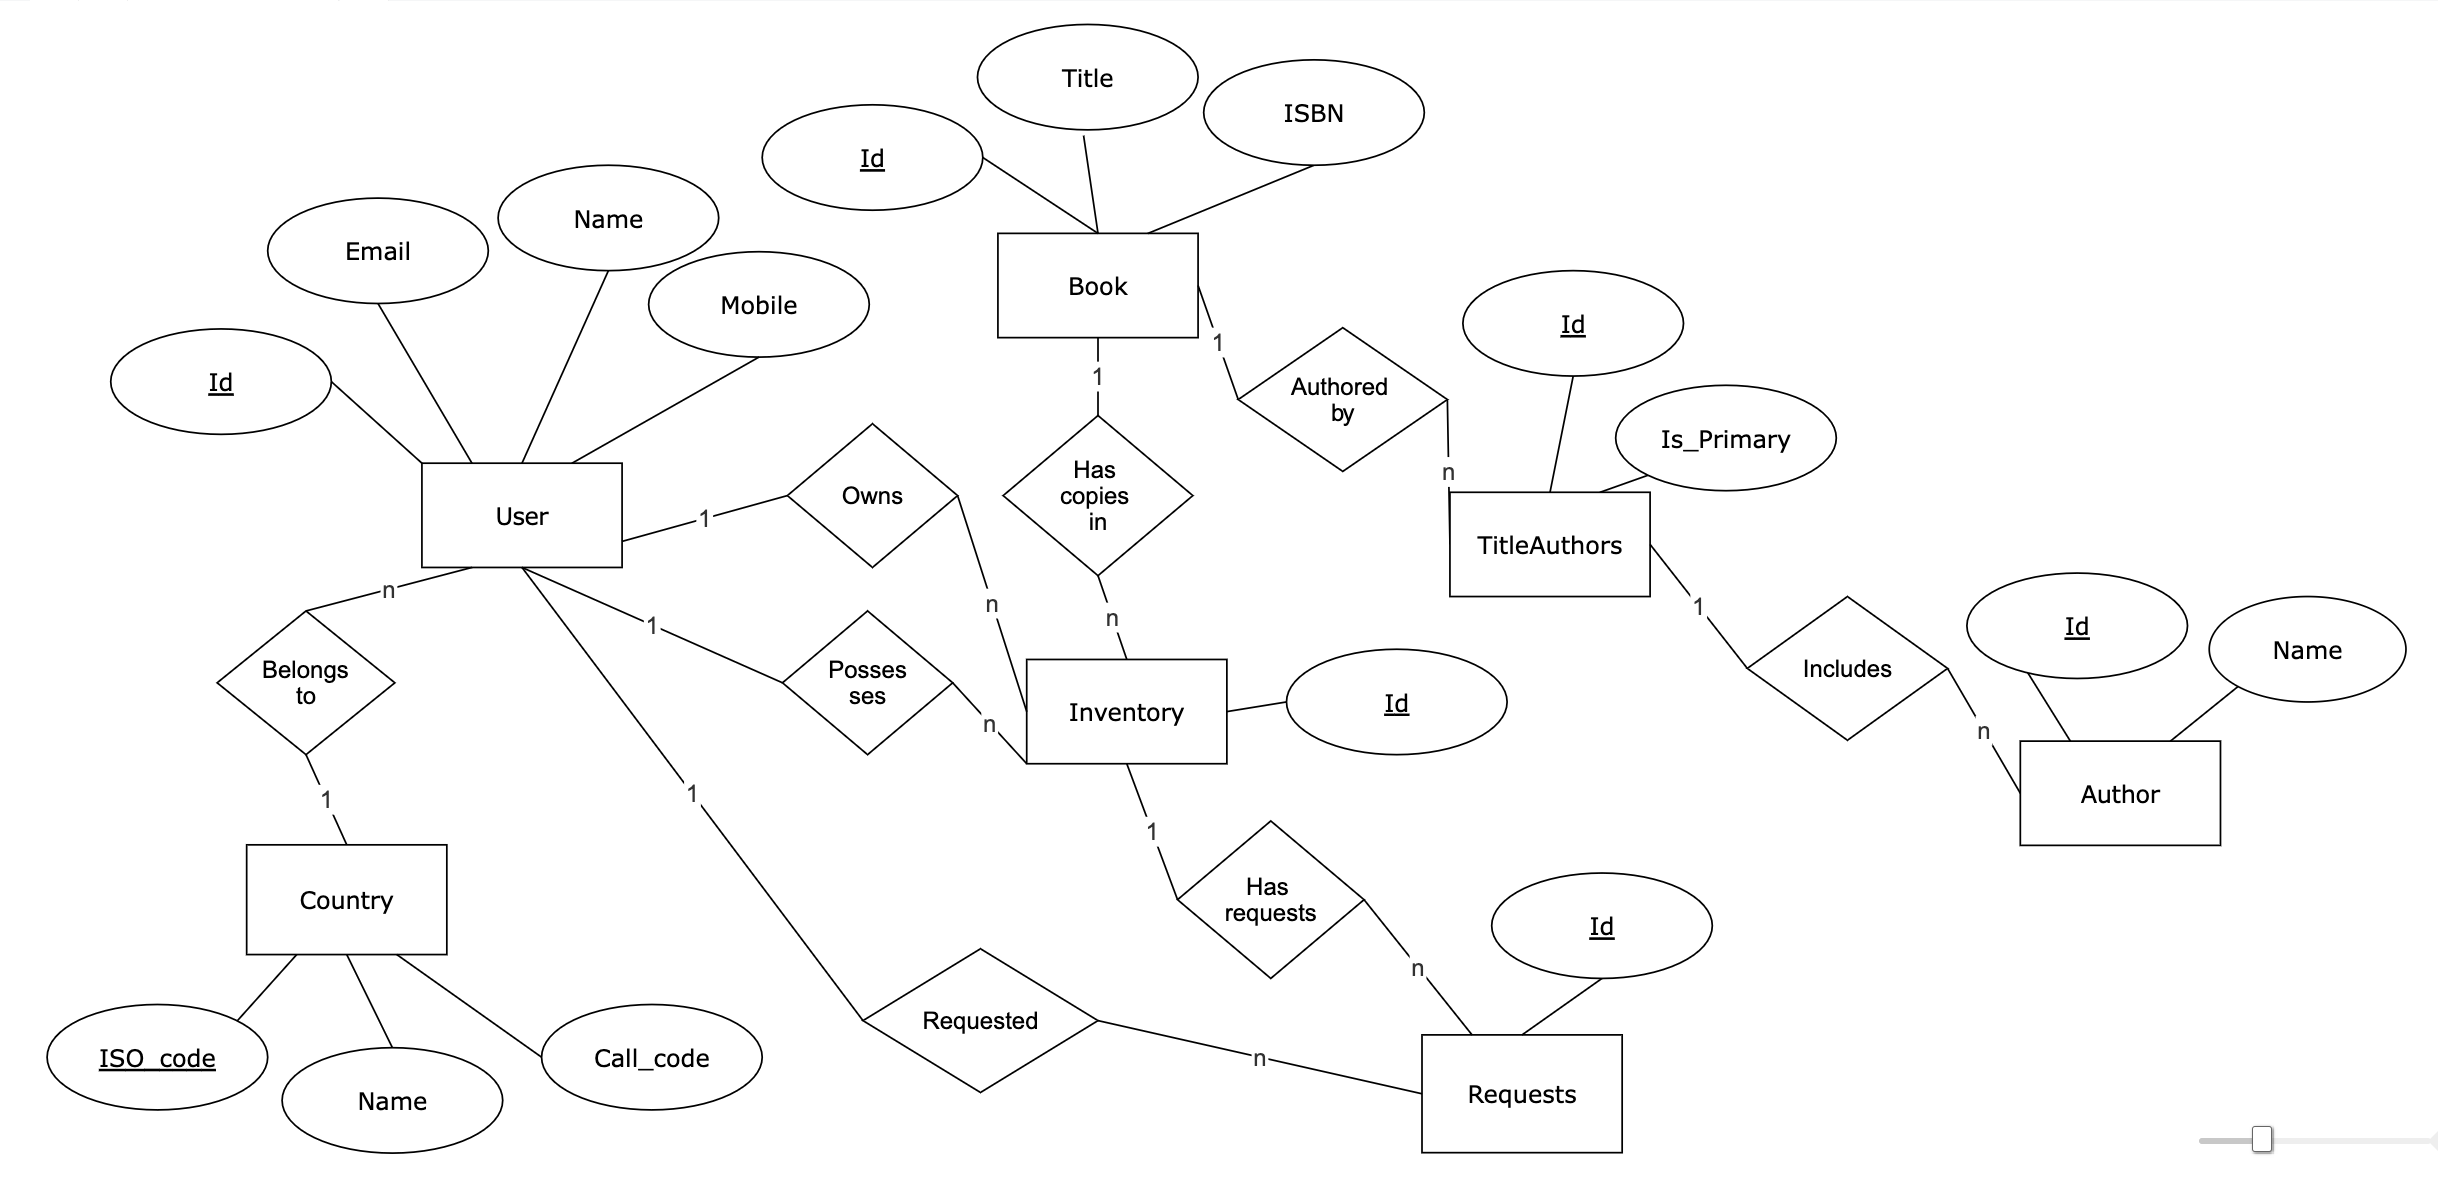 Title
ISBN
Id
Name
Email
Mobile
Book
Id
Id
1
Authored
by
1
Is_Primary
Has
copies
in
n
Owns
User
1
TitleAuthors
n
n
1
n
1
Id
Name
Belongs
to
Posses
ses
Includes
Id
Inventory
n
n
1
1
1
Author
Has
requests
Country
Id
n
Requested
n
ISO_code
Call_code
Name
Requests